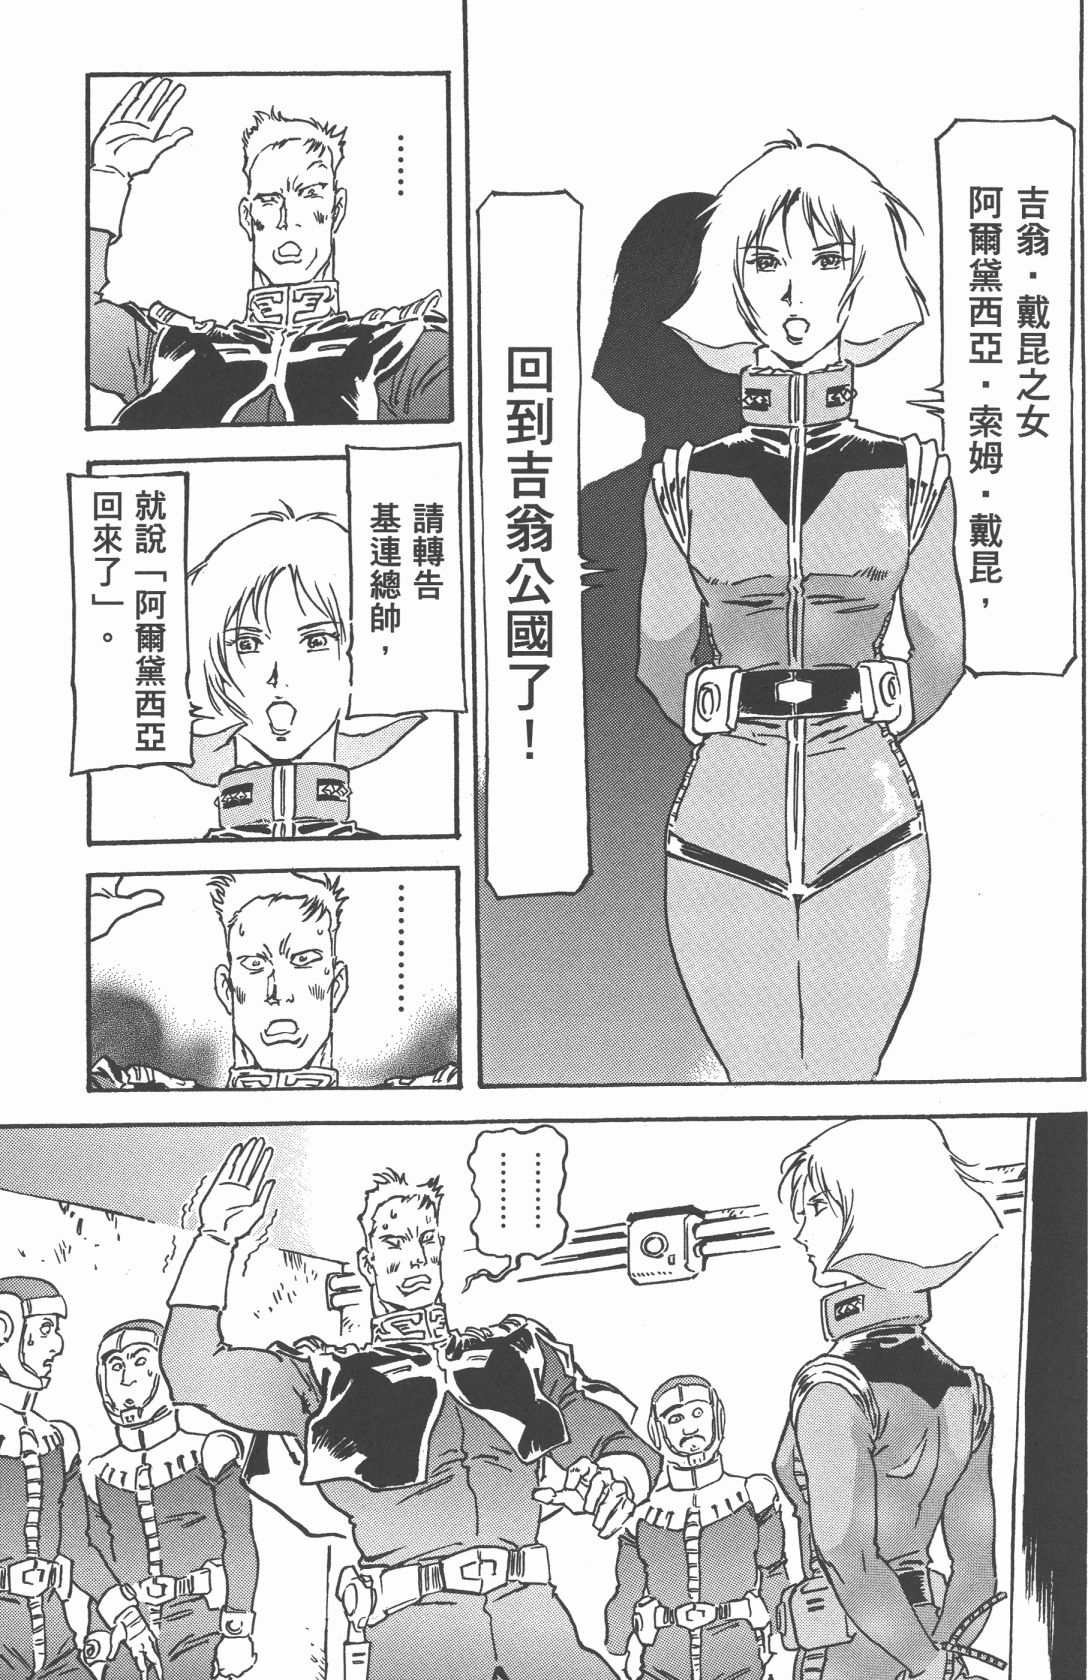 吉翁·戴昆之女
阿爾黛西亞·索姆·戴昆，
回到吉翁公國了！
⋯⋯
請轉告
基連總帥，
就說「阿爾黛西亞
回來了」。
⋯⋯⋯⋯
⋯⋯⋯
⋯⋯⋯